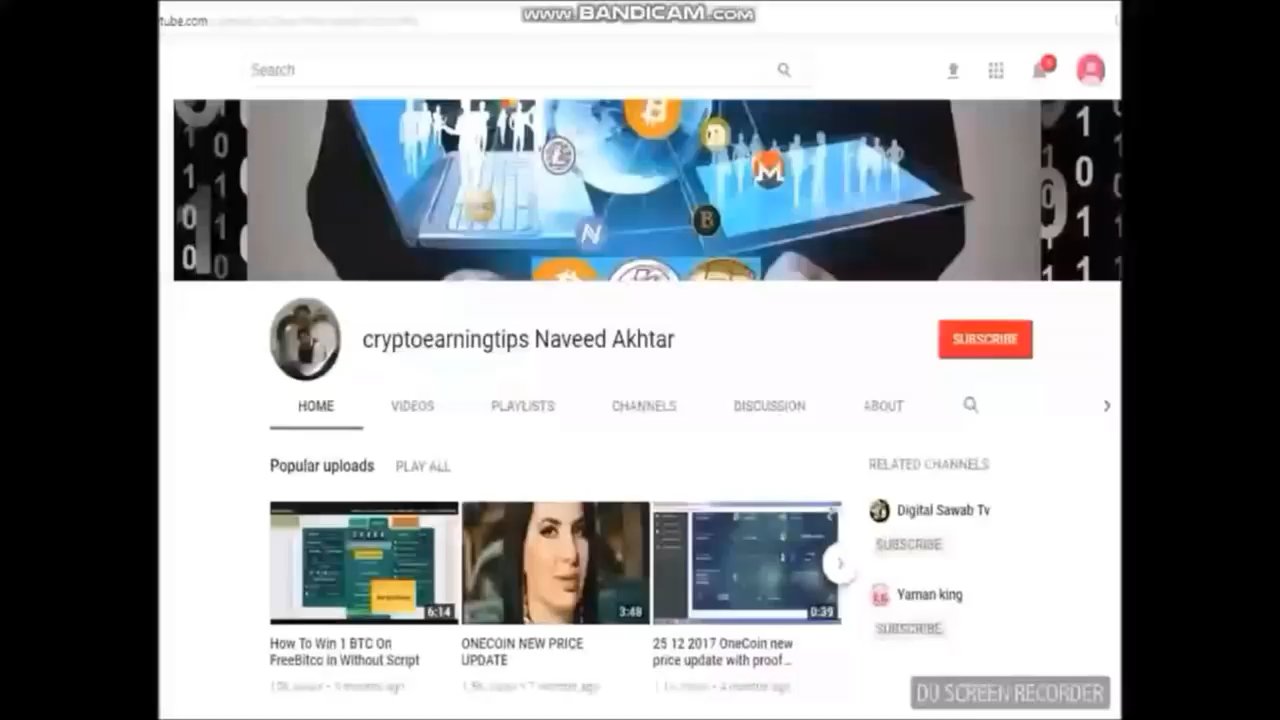 www.BANDICAM.com
tube.com
Search
cryptoearningtips Naveed Akhtar
SUBSCRIBE
HOME
VIDEOS
PLAYLISTS
CHANNELS
DISCUSSION
ABOUT
Popular uploads
PLAY ALL
RELATED CHANNELS
6:14
3:48
0:39
How To Win 1 BTC On
FreeBitco in Without Script
ONECOIN NEW PRICE
UPDATE
25 12 2017 OneCoin new
price update with proof...
Digital Sawab Tv
SUBSCRIBE
Yaman king
SUBSCRIBE
DU SCREEN RECORDER